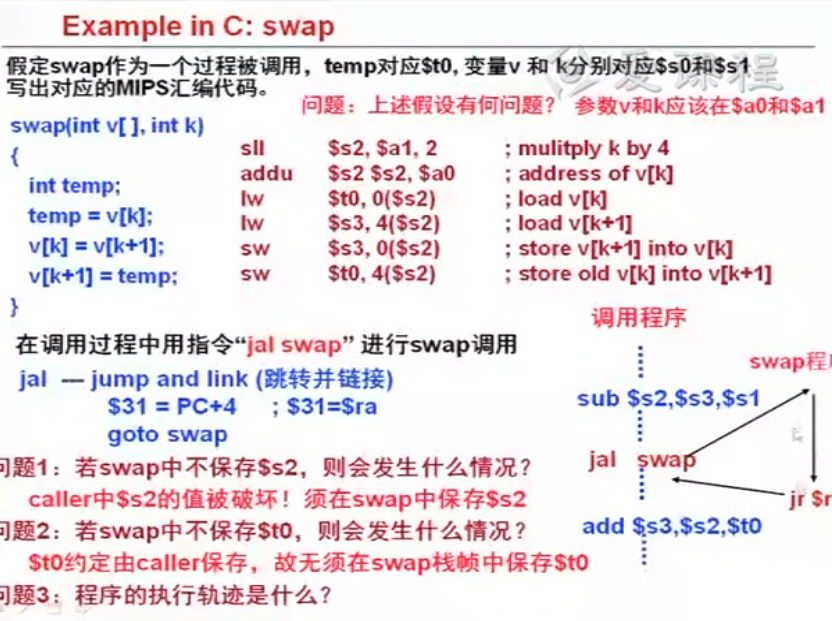 Example in C: swap
爱课程
假定swap作为一个过程被调用，temp对应$t0, 变量v 和 k分别对应$s0和$s1
写出对应的MIPS汇编代码。
问题：上述假设有何问题？ 参数v和k应该在$a0和$a1
swap(int v[ ], int k)
{
int temp;
temp = v[k];
v[k] = v[k+1];
v[k+1] = temp;
}
sll $s2, $a1, 2 ; mulitply k by 4
addu $s2 $s2, $a0 ; address of v[k]
lw $t0, 0($s2) ; load v[k]
lw $s3, 4($s2) ; load v[k+1]
sw $s3, 0($s2) ; store v[k+1] into v[k]
sw $t0, 4($s2) ; store old v[k] into v[k+1]
在调用过程中用指令“jal swap” 进行swap调用
jal --- jump and link (跳转并链接)
$31 = PC+4 ; $31=$ra
goto swap
问题1：若swap中不保存$s2，则会发生什么情况？
caller中$s2的值被破坏！须在swap中保存$s2
问题2：若swap中不保存$t0，则会发生什么情况？
$t0约定由caller保存，故无须在swap栈帧中保存$t0
问题3：程序的执行轨迹是什么？
调用程序
swap程
sub $s2,$s3,$s1
jal swap
jr
add $s3,$s2,$t0